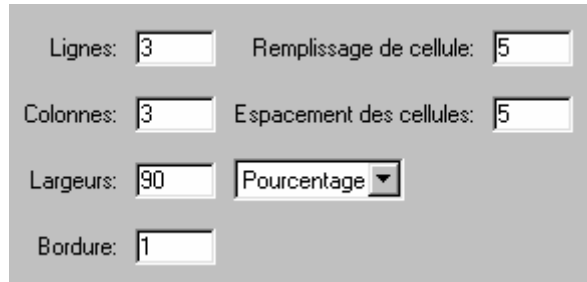 Lignes: 3 Remplissage de cellule: 5
Colonnes: 3 Espacement des cellules: 5
Largeurs: 90 Pourcentage
Bordure: 1